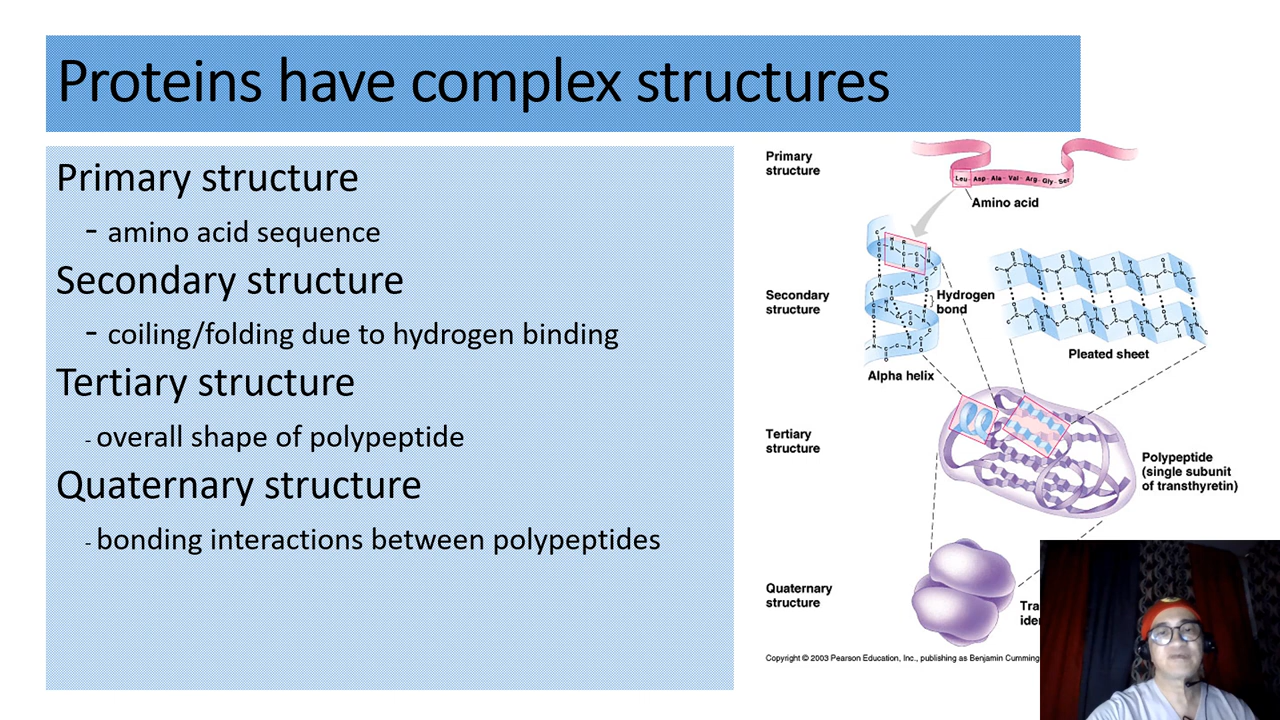 Proteins have complex structures
Primary structure
- amino acid sequence
Secondary structure
- coiling/folding due to hydrogen binding
Tertiary structure
- overall shape of polypeptide
Quaternary structure
- bonding interactions between polypeptides
Primary
structure
Leu - Asp - Ala - Val - Arg - Gly - Ser
Amino acid
Secondary
structure
Hydrogen
bond
Pleated sheet
Alpha helix
Tertiary
structure
Polypeptide
(single subunit
of transthyretin)
Quaternary
structure
Tra
ide
Copyright © 2003 Pearson Education, Inc., publishing as Benjamin Cumming